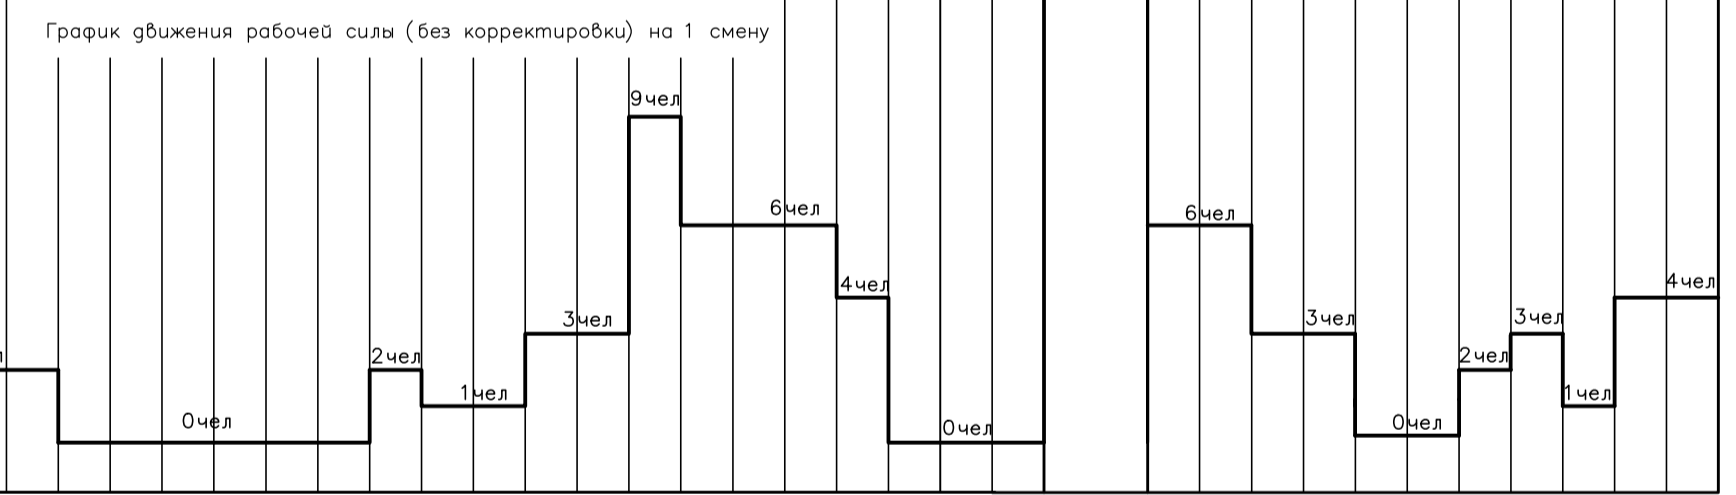 График движения рабочей силы (без корректировки) на 1 смену
9чел
6чел
6чел
4чел
4чел
3чел
3чел
3чел
2чел
2чел
1чел
1чел
0чел
0чел
0чел